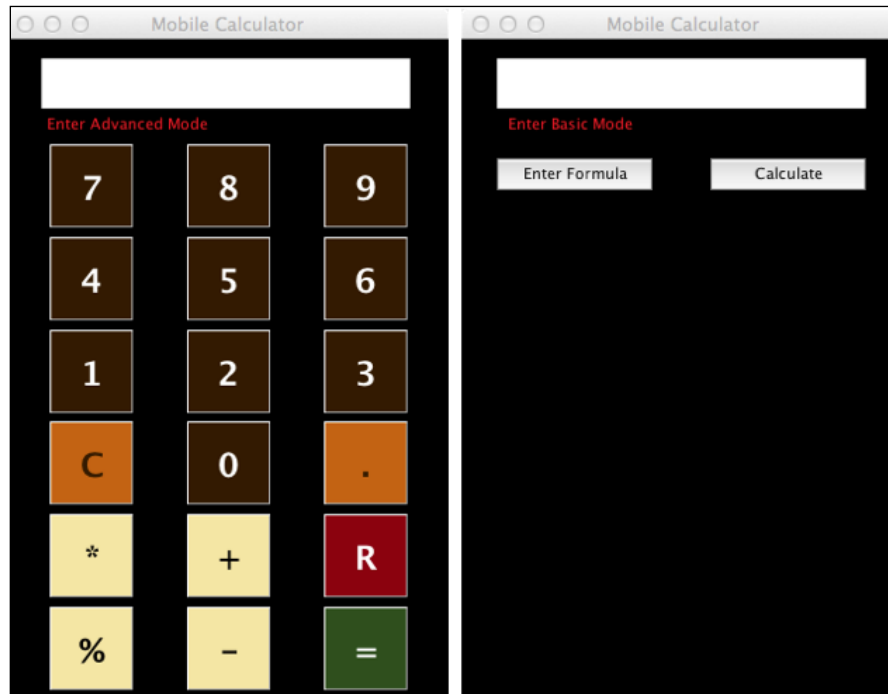 Mobile Calculator
Enter Advanced Mode
7 8 9
4 5 6
1 2 3
C 0 .
* + R
% - =
Mobile Calculator
Enter Basic Mode
Enter Formula Calculate